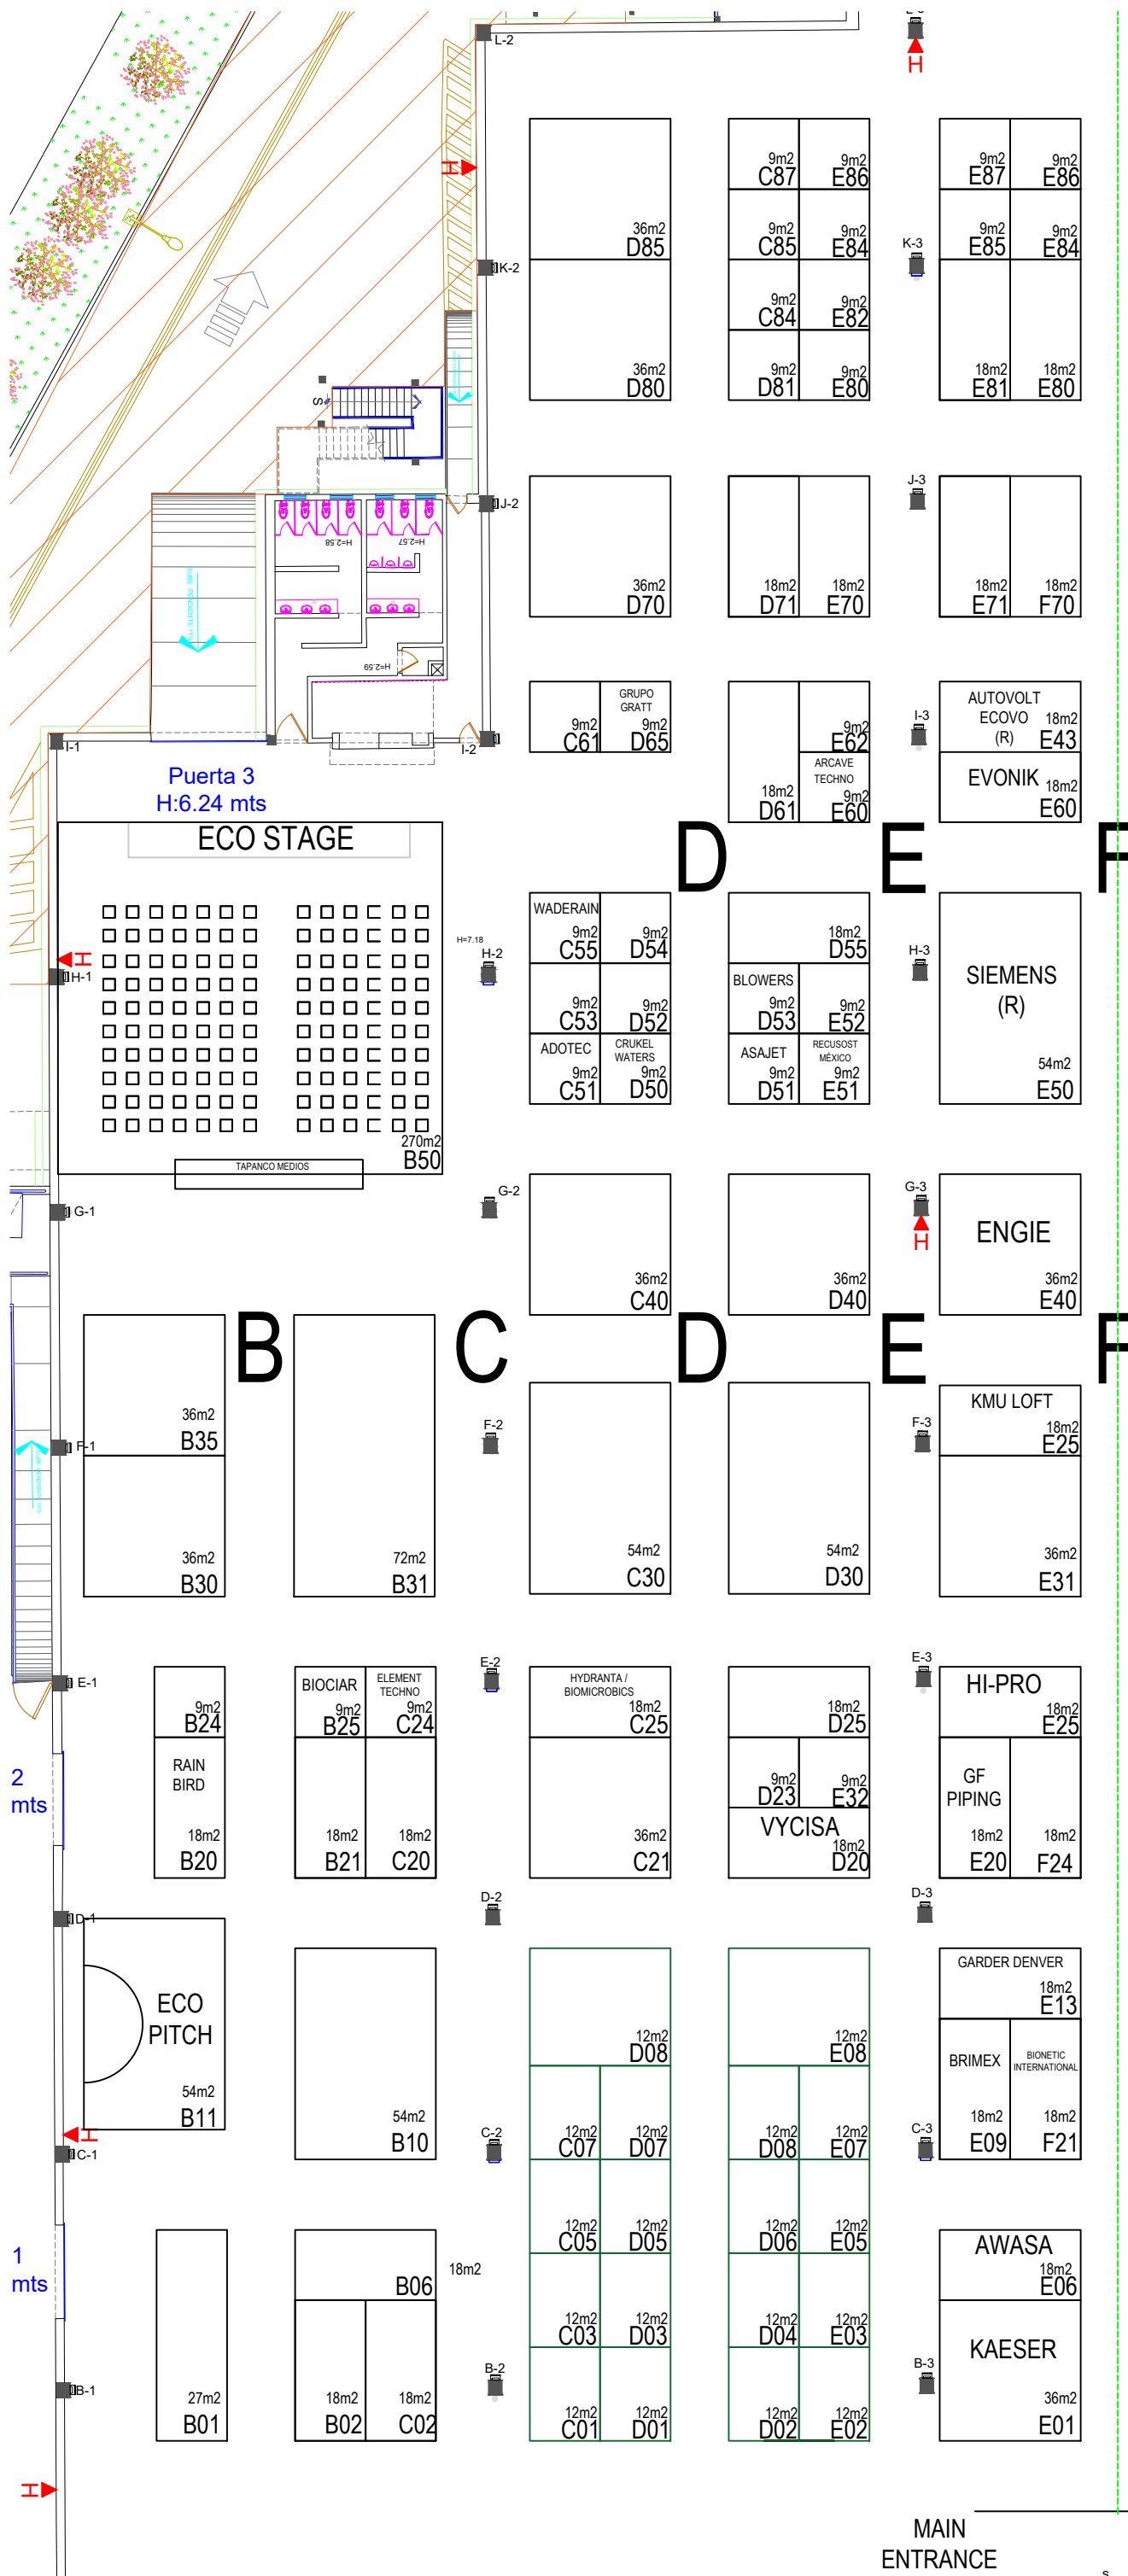 L-2
H
H
9m2
C87
9m2
E86
9m2
E87
9m2
E86
36m2
D85
9m2
C85
9m2
E84
9m2
E85
9m2
E84
K-3
K-2
9m2
C84
9m2
E82
36m2
D80
9m2
D81
9m2
E80
18m2
E81
18m2
E80
S
J-3
J-2
H=2.58
H=2.57
36m2
D70
18m2
D71
18m2
E70
18m2
E71
18m2
F70
H=2.59
9m2
C61
GRUPO
GRATT
9m2
D65
9m2
E62
I-3
AUTOVOLT
ECOVO
(R)
18m2
E43
I-1
I-2
18m2
D61
ARCAVE
TECHNO
9m2
E60
EVONIK
18m2
E60
Puerta 3
H:6.24 mts
ECO STAGE
D
E
F
WADERAIN
9m2
C55
9m2
D54
18m2
D55
H=7.18
H-2
H-3
H
H-1
SIEMENS
(R)
54m2
E50
9m2
C53
9m2
D52
BLOWERS
9m2
D53
9m2
E52
ADOTEC
9m2
C51
CRUKEL
WATERS
9m2
D50
ASAJET
9m2
D51
RECUSOST
MÉXICO
9m2
E51
270m2
B50
TAPANCO MEDIOS
G-1
G-2
G-3
H
36m2
C40
36m2
D40
ENGIE
36m2
E40
B
C
D
E
F
36m2
B35
F-1
F-2
F-3
KMU LOFT
18m2
E25
36m2
B30
72m2
B31
54m2
C30
54m2
D30
36m2
E31
E-1
E-2
E-3
9m2
B24
BIOCIAR
9m2
B25
ELEMENT
TECHNO
9m2
C24
HYDRANTA /
BIOMICROBICS
18m2
C25
18m2
D25
HI-PRO
18m2
E25
2
mts
RAIN
BIRD
18m2
B20
18m2
B21
18m2
C20
36m2
C21
9m2
D23
9m2
E32
VYCISA
18m2
D20
GF
PIPING
18m2
E20
18m2
F24
D-1
D-2
D-3
ECO
PITCH
54m2
B11
54m2
B10
12m2
D08
12m2
E08
GARDER DENVER
18m2
E13
H
C-1
C-2
C-3
12m2
C07
12m2
D07
12m2
D08
12m2
E07
BRIMEX
18m2
E09
BIONETIC
INTERNATIONAL
18m2
F21
1
mts
18m2
B06
12m2
C05
12m2
D05
12m2
D06
12m2
E05
AWASA
18m2
E06
12m2
C03
12m2
D03
12m2
D04
12m2
E03
KAESER
36m2
E01
B-1
B-2
B-3
27m2
B01
18m2
B02
18m2
C02
12m2
C01
12m2
D01
12m2
D02
12m2
E02
H
MAIN
ENTRANCE
s